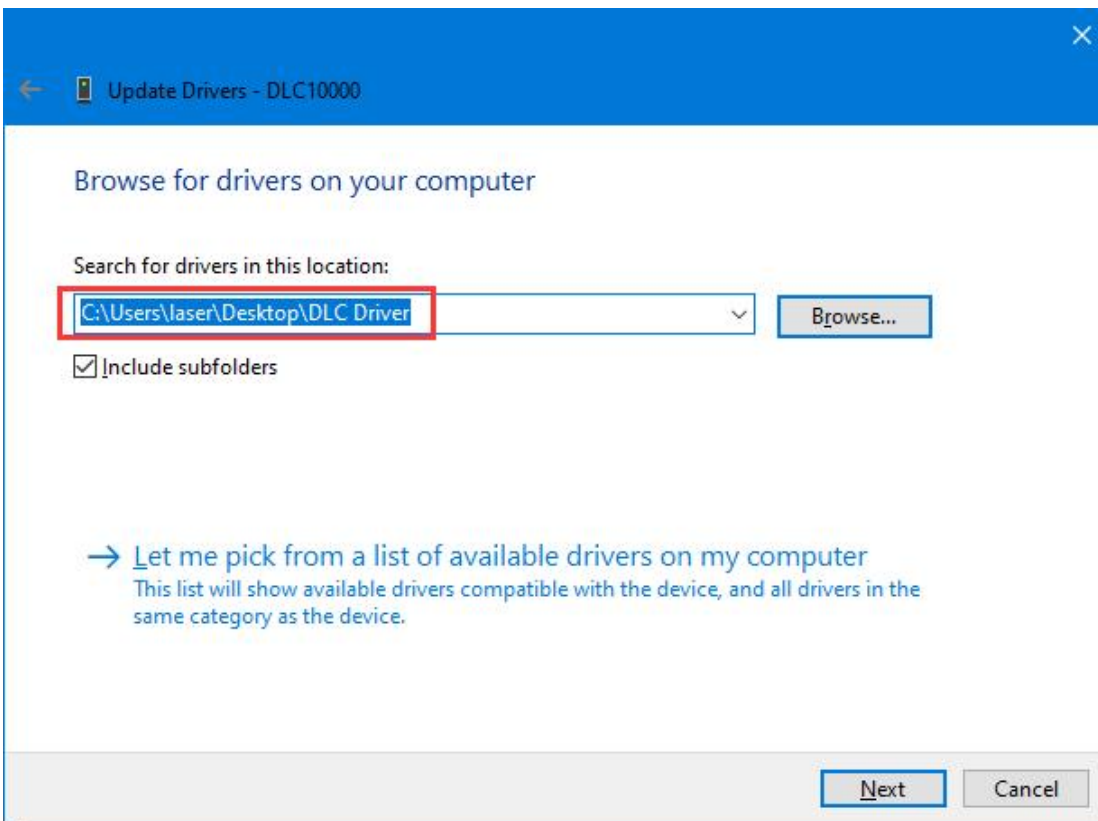 Update Drivers - DLC10000
Browse for drivers on your computer
Search for drivers in this location:
C:\Users\laser\Desktop\DLC Driver
Browse...
Include subfolders
Let me pick from a list of available drivers on my computer
This list will show available drivers compatible with the device, and all drivers in the
same category as the device.
Next
Cancel